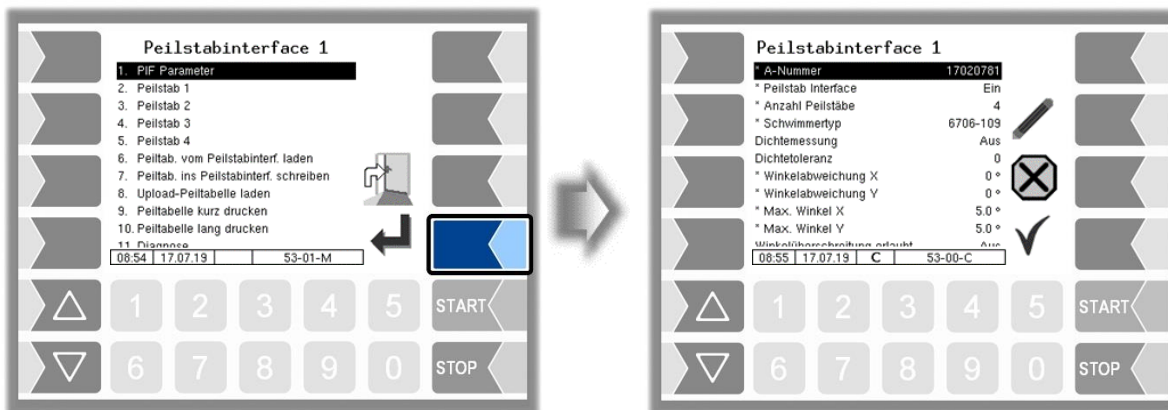 Peilstabinterface 1
1. PIF Parameter
2. Peilstab 1
3. Peilstab 2
4. Peilstab 3
5. Peilstab 4
6. Peiltab. vom Peilstabinterf. laden
7. Peiltab. ins Peilstabinterf. schreiben
8. Upload-Peiltabelle laden
9. Peiltabelle kurz drucken
10. Peiltabelle lang drucken
11. Diagnose
08:54 17.07.19 53-01-M
1 2 3 4 5 START
6 7 8 9 0 STOP
Peilstabinterface 1
* A-Nummer 17020781
* Peilstab Interface Ein
* Anzahl Peilstäbe 4
* Schwimmertyp 6706-109
Dichtemessung Aus
Dichtetoleranz 0
* Winkelabweichung X 0 °
* Winkelabweichung Y 0 °
* Max. Winkel X 5.0 °
* Max. Winkel Y 5.0 °
Winkelüberschreitung erlaubt Aus
08:55 17.07.19 C 53-00-C
1 2 3 4 5 START
6 7 8 9 0 STOP